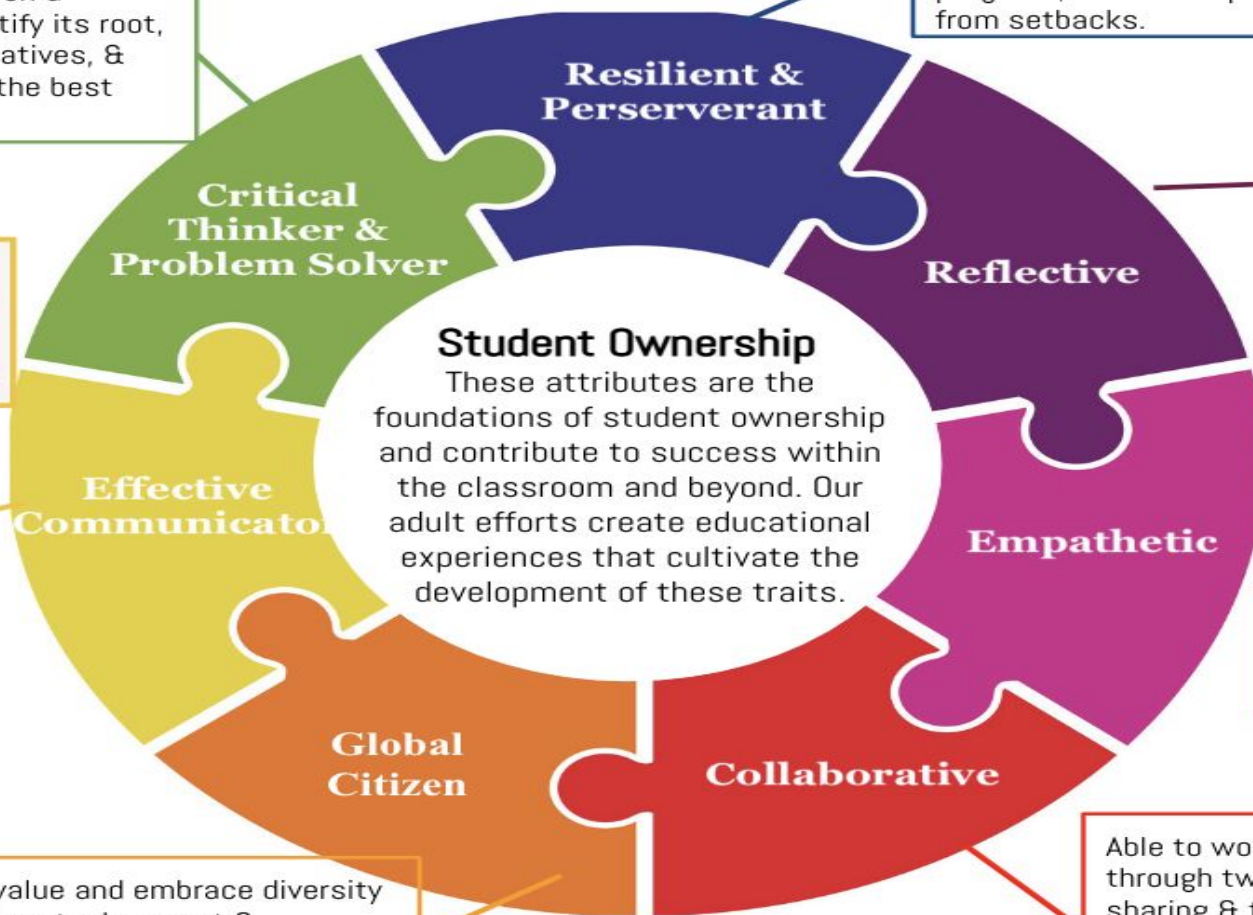 tify its root,
atives, &
the best
from setbacks.
Resilient &
Perserverant
Critical
Thinker &
Problem Solver
Reflective
Student Ownership
These attributes are the
foundations of student ownership
and contribute to success within
the classroom and beyond. Our
adult efforts create educational
experiences that cultivate the
development of these traits.
Effective
Communicator
Empathetic
Global
Citizen
Collaborative
value and embrace diversity
Able to wo
through tw
sharing &